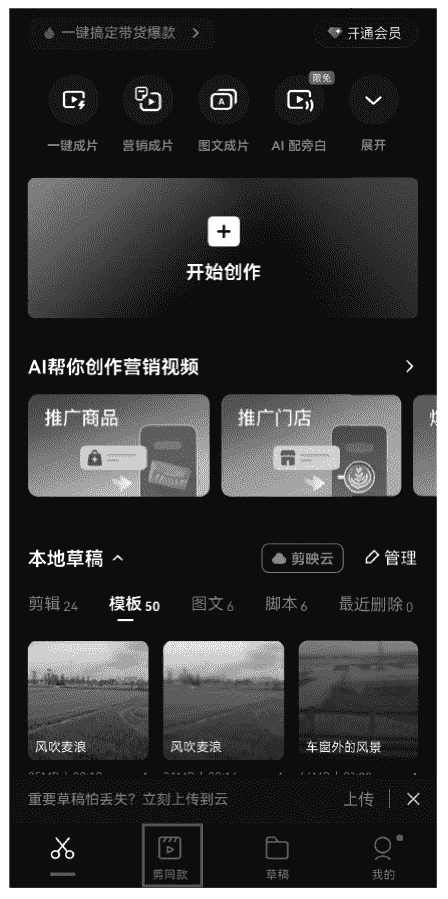 一键搞定带货爆款
开通会员
限免
一键成片 营销成片 图文成片 AI 配旁白 展开
A
开始创作
AI帮你创作营销视频
推广商品 推广门店
本地草稿 剪映云 管理
剪辑 24 模板 50 图文 6 脚本 6 最近删除 0
风吹麦浪 风吹麦浪 车窗外的风景
重要草稿怕丢失？立刻上传到云 上传
剪同款 草稿 我的